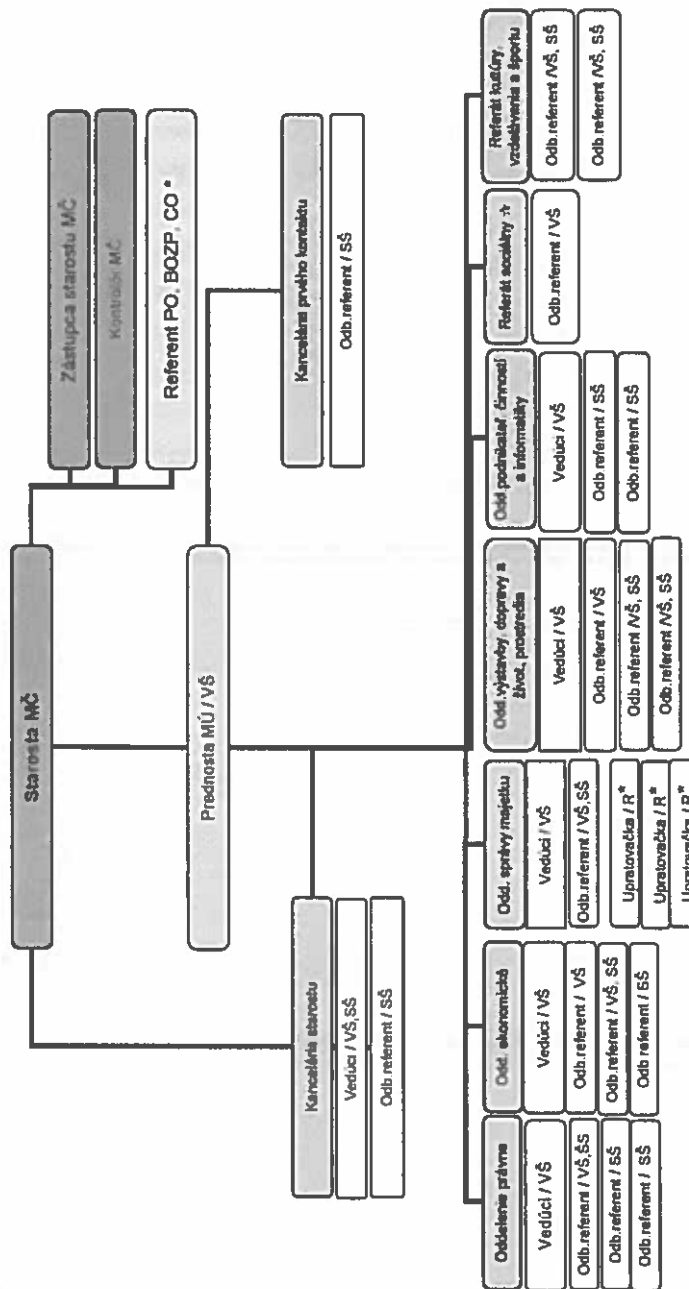 Starosta MČ
Zástupca starostu MČ
Kontrolór MČ
Referent PO, BOZP, CO *
Prednosta MÚ / VŠ
Kancelária starostu
Vedúci / VŠ,SŠ
Odb.referent / SŠ
Kancelária prvého kontaktu
Odb.referent / SŠ
Oddelenie právne
Vedúci / VŠ
Odb.referent / VŠ,SŠ
Odb.referent / SŠ
Odb.referent / SŠ
Odd. ekonomické
Vedúci / VŠ
Odb.referent / VŠ
Odb.referent / VŠ, SŠ
Odb referent / SŠ
Odd. správy majetku
Vedúci / VŠ
Odb.referent / VŠ,SŠ
Upratovačka / R*
Upratovačka / R*
Upratovačka / R*
Odd.výstavby, dopravy a
život. prostredia
Vedúci / VŠ
Odb.referent / VŠ
Odb.referent /VŠ, SŠ
Odb.referent /VŠ, SŠ
Odd.podnikateľ. činností
a informatiky
Vedúci / VŠ
Odb.referent / SŠ
Odb.referent / SŠ
Referát sociálny *
Odb.referent / VŠ
Referát kultúry,
vzdelávania a športu
Odb.referent /VŠ, SŠ
Odb.referent /VŠ, SŠ